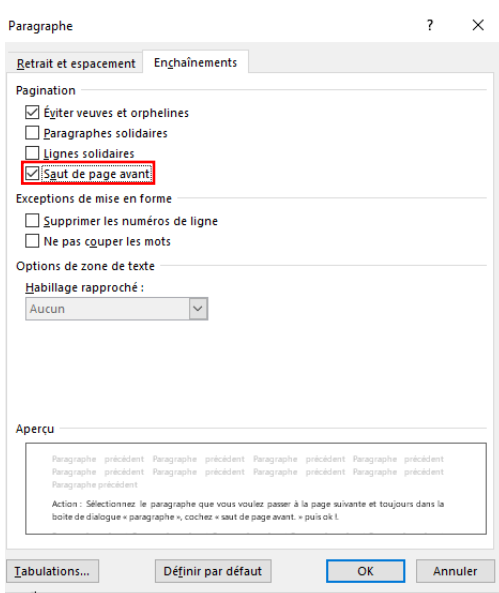 Paragraphe ? ×
Retrait et espacement Enchaînements
Pagination
Éviter veuves et orphelines
Paragraphes solidaires
Lignes solidaires
Saut de page avant
Exceptions de mise en forme
Supprimer les numéros de ligne
Ne pas couper les mots
Options de zone de texte
Habillage rapproché :
Aucun
Aperçu
Paragraphe précédent Paragraphe précédent Paragraphe précédent Paragraphe précédent
Paragraphe précédent Paragraphe précédent Paragraphe précédent Paragraphe précédent
Paragraphe précédent
Action : Sélectionnez le paragraphe que vous voulez passer à la page suivante et toujours dans la
boite de dialogue « paragraphe », cochez « saut de page avant. » puis ok !.
Tabulations... Définir par défaut OK Annuler